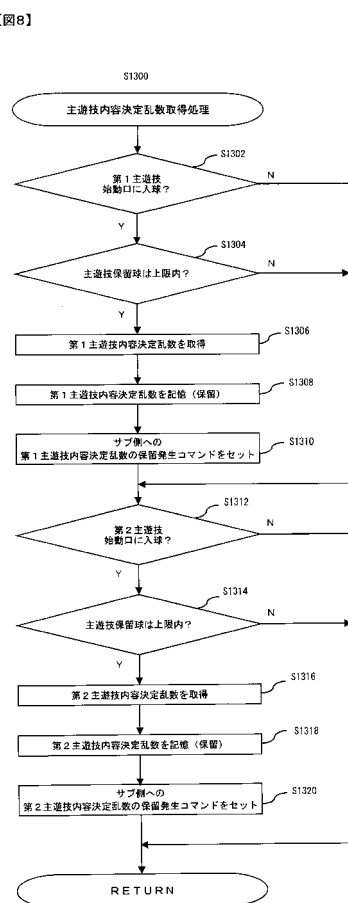 【図8】
S1300
主遊技内容決定乱数取得処理
S1302
第1主遊技
始動口に入球?
N
Y
S1304
主遊技保留球は上限内?
N
Y
S1306
第1主遊技内容決定乱数を取得
S1308
第1主遊技内容決定乱数を記憶(保留)
S1310
サブ側への
第1主遊技内容決定乱数の保留発生コマンドをセット
S1312
第2主遊技
始動口に入球?
N
Y
S1314
主遊技保留球は上限内?
N
Y
S1316
第2主遊技内容決定乱数を取得
S1318
第2主遊技内容決定乱数を記憶(保留)
S1320
サブ側への
第2主遊技内容決定乱数の保留発生コマンドをセット
RETURN